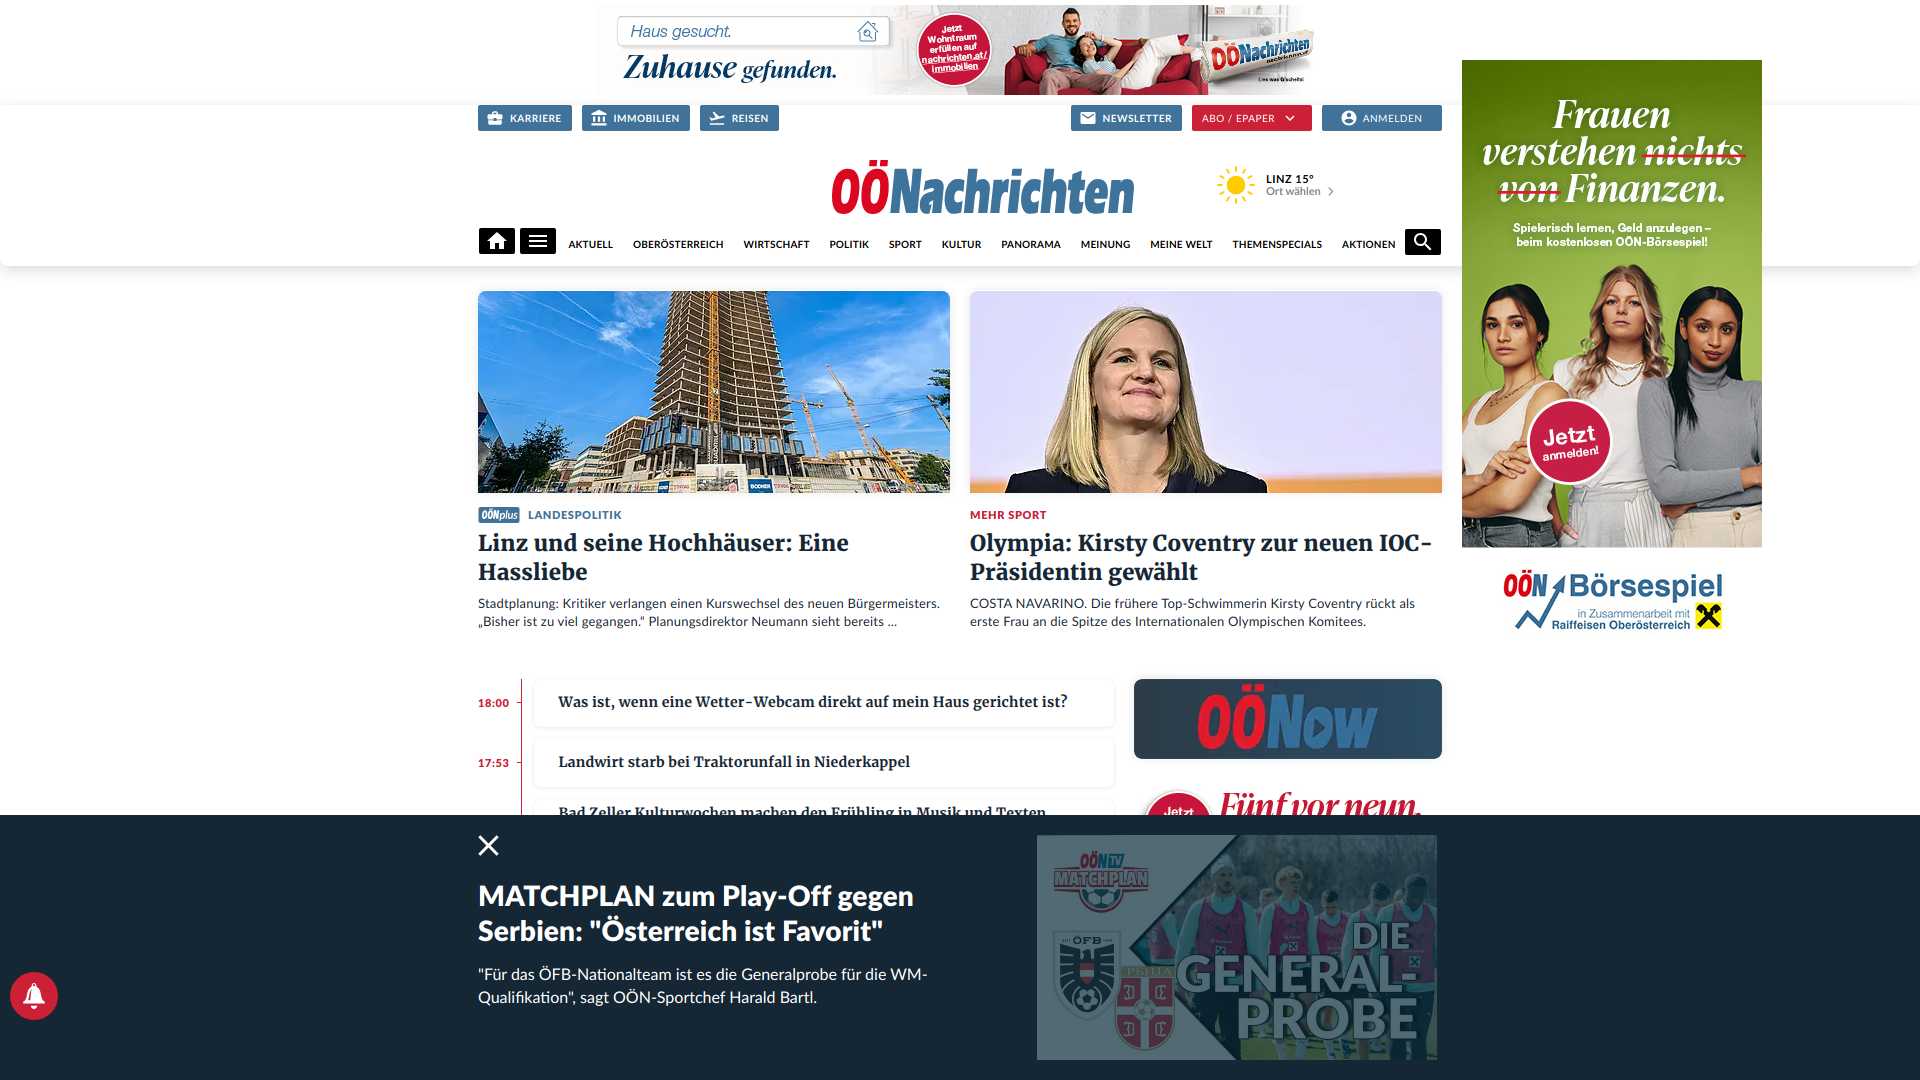 Haus gesucht.
Zuhause gefunden.
Jetzt
Wohntraum
erfüllen auf
nachrichten.at/
immobilien
OÖNachrichten
Lies was G'scheits!
KARRIERE
IMMOBILIEN
REISEN
NEWSLETTER
ABO / EPAPER
ANMELDEN
OÖNachrichten
LINZ 15°
Ort wählen
AKTUELL
OBERÖSTERREICH
WIRTSCHAFT
POLITIK
SPORT
KULTUR
PANORAMA
MEINUNG
MEINE WELT
THEMENSPECIALS
AKTIONEN
Frauen
verstehen nichts
von Finanzen.
Spielerisch lernen, Geld anzulegen –
beim kostenlosen OÖN-Börsespiel!
Jetzt
anmelden!
OÖN Börsespiel
in Zusammenarbeit mit
Raiffeisen Oberösterreich
OÖNplus LANDESPOLITIK
Linz und seine Hochhäuser: Eine
Hassliebe
Stadtplanung: Kritiker verlangen einen Kurswechsel des neuen Bürgermeisters.
„Bisher ist zu viel gegangen.“ Planungsdirektor Neumann sieht bereits ...
MEHR SPORT
Olympia: Kirsty Coventry zur neuen IOC-
Präsidentin gewählt
COSTA NAVARINO. Die frühere Top-Schwimmerin Kirsty Coventry rückt als
erste Frau an die Spitze des Internationalen Olympischen Komitees.
18:00
Was ist, wenn eine Wetter-Webcam direkt auf mein Haus gerichtet ist?
17:53
Landwirt starb bei Traktorunfall in Niederkappel
Bad Zeller Kulturwochen machen den Frühling in Musik und Texten
OÖNow
Jetzt
Fünf vor neun.
MATCHPLAN zum Play-Off gegen
Serbien: "Österreich ist Favorit"
"Für das ÖFB-Nationalteam ist es die Generalprobe für die WM-
Qualifikation", sagt OÖN-Sportchef Harald Bartl.
OÖN TV
MATCHPLAN
ÖFB
DIE
GENERAL-
PROBE